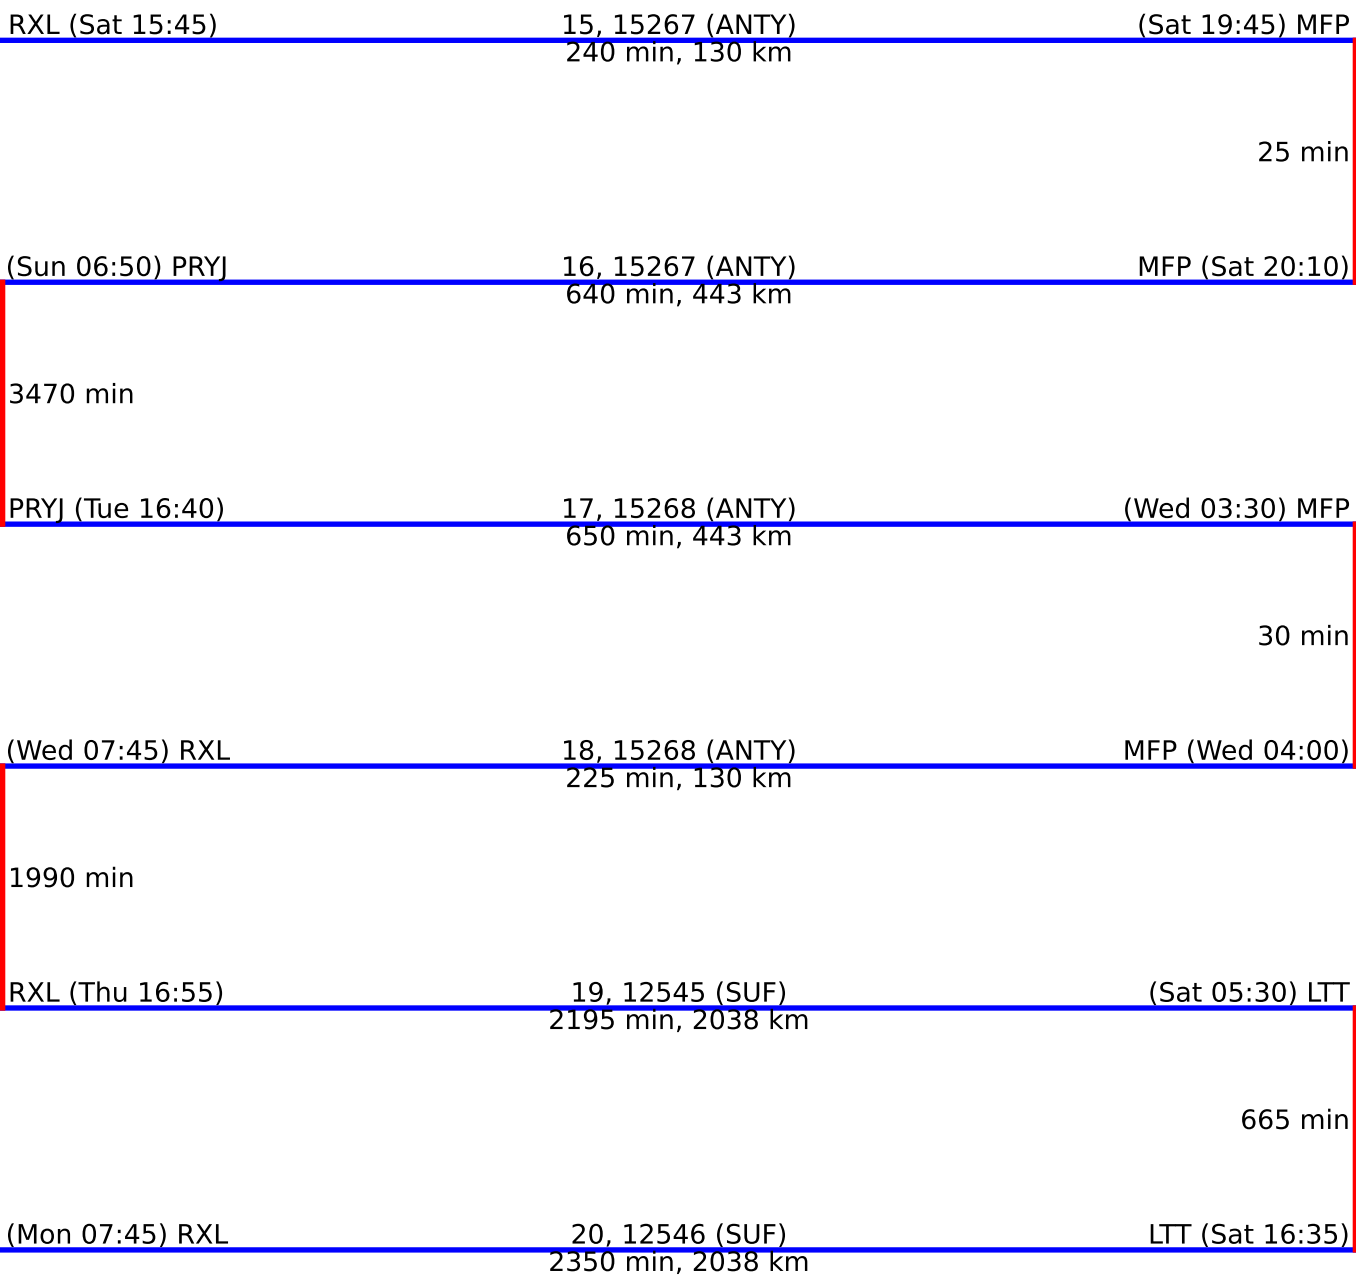 RXL (Sat 15:45) 15, 15267 (ANTY) (Sat 19:45) MFP
240 min, 130 km
25 min
(Sun 06:50) PRYJ 16, 15267 (ANTY) MFP (Sat 20:10)
640 min, 443 km
3470 min
PRYJ (Tue 16:40) 17, 15268 (ANTY) (Wed 03:30) MFP
650 min, 443 km
30 min
(Wed 07:45) RXL 18, 15268 (ANTY) MFP (Wed 04:00)
225 min, 130 km
1990 min
RXL (Thu 16:55) 19, 12545 (SUF) (Sat 05:30) LTT
2195 min, 2038 km
665 min
(Mon 07:45) RXL 20, 12546 (SUF) LTT (Sat 16:35)
2350 min, 2038 km